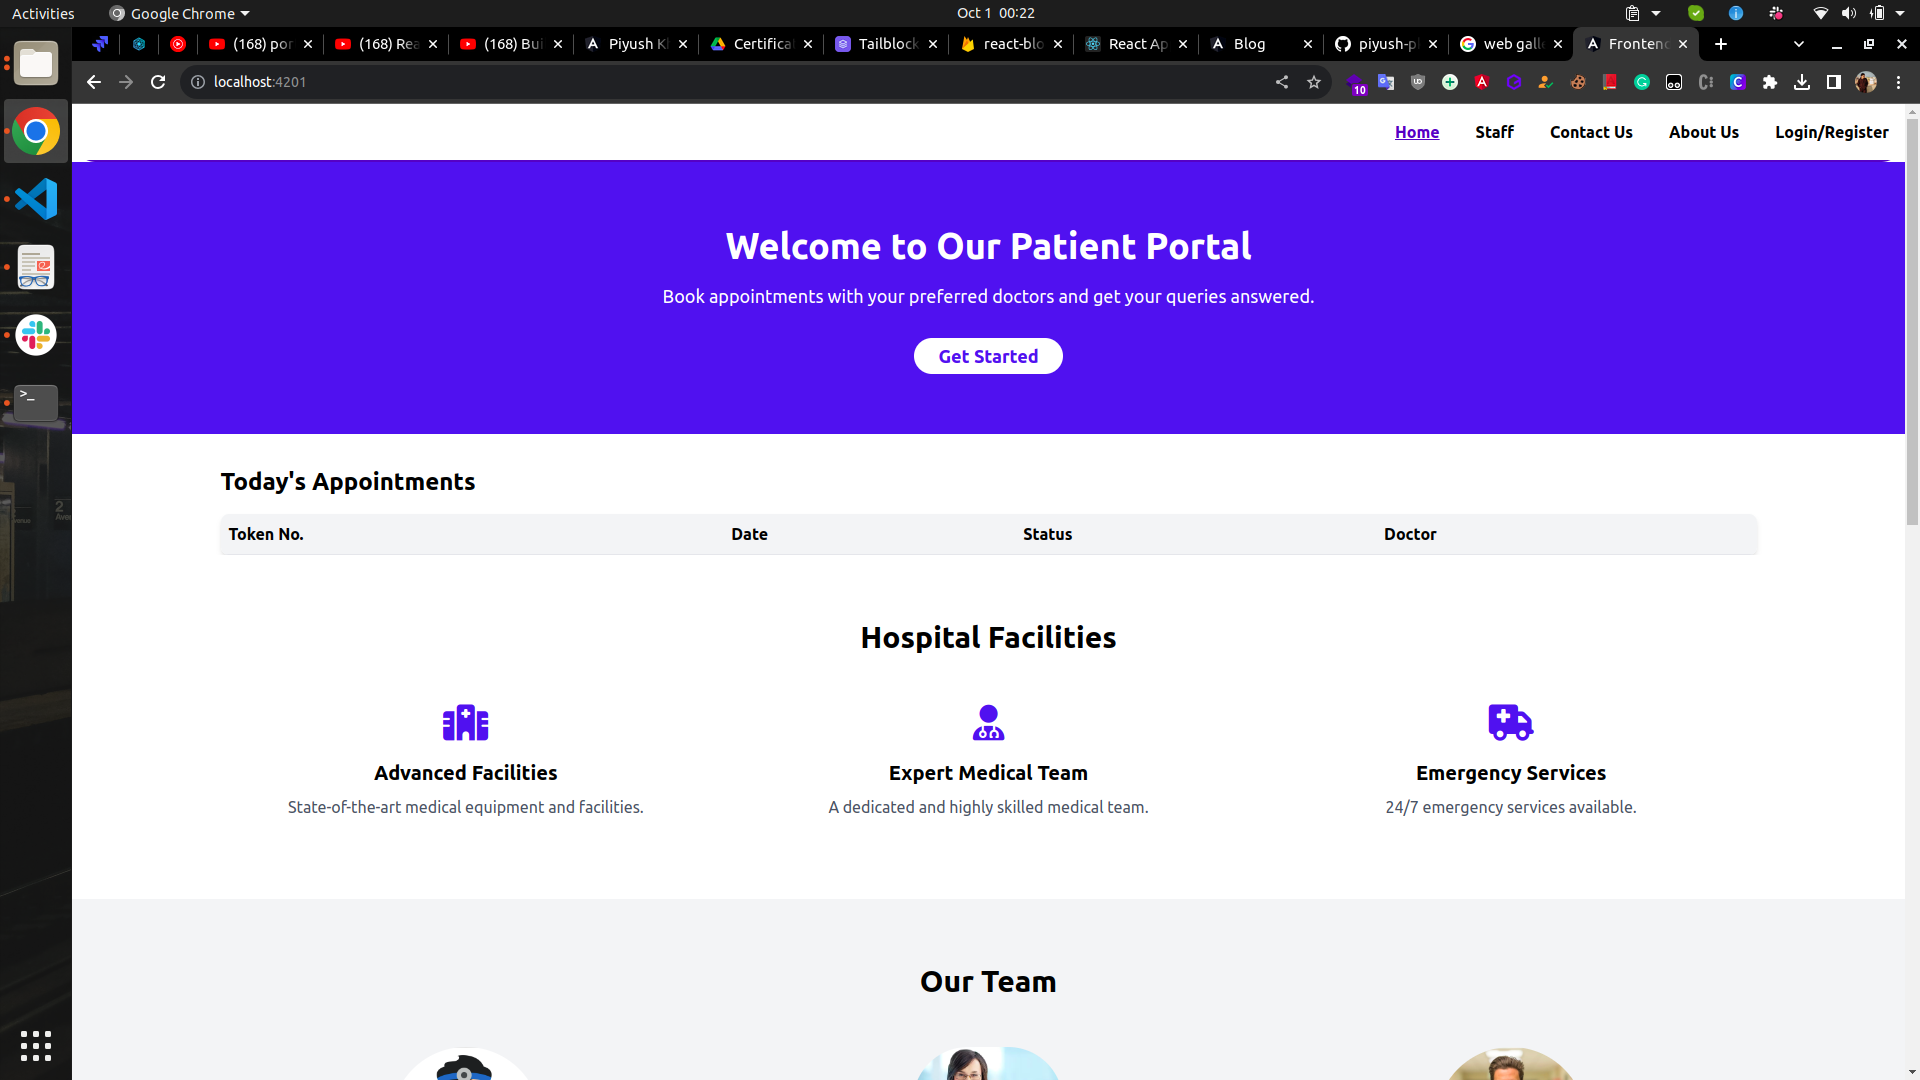 Activities
Google Chrome
Oct 1 00:22
(168) por
(168) Rea
(168) Bui
Piyush Kl
Certifica
Tailblock
react-blo
React Ap
Blog
piyush-pl
web galle
Frontend
localhost:4201
10
Home
Staff
Contact Us
About Us
Login/Register
Welcome to Our Patient Portal
Book appointments with your preferred doctors and get your queries answered.
Get Started
Today's Appointments
Token No.
Date
Status
Doctor
Hospital Facilities
Advanced Facilities
Expert Medical Team
Emergency Services
State-of-the-art medical equipment and facilities.
A dedicated and highly skilled medical team.
24/7 emergency services available.
Our Team